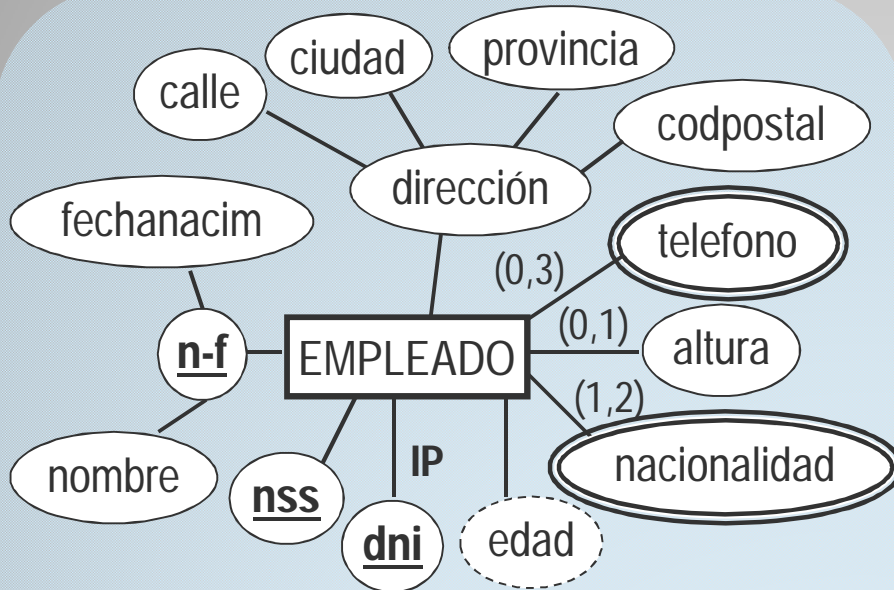 ciudad
provincia
calle
codpostal
dirección
fechanacim
telefono
(0,3)
(0,1)
n-f
EMPLEADO
altura
(1,2)
nombre
IP
nacionalidad
nss
dni
edad